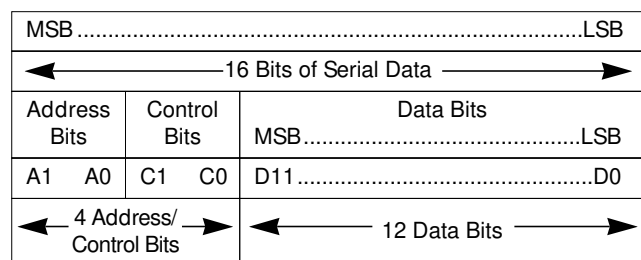 MSB..............................................................................LSB
16 Bits of Serial Data
Address Bits
Control Bits
Data Bits
MSB...........................................LSB
A1 A0
C1 C0
D11.............................................D0
4 Address/
Control Bits
12 Data Bits